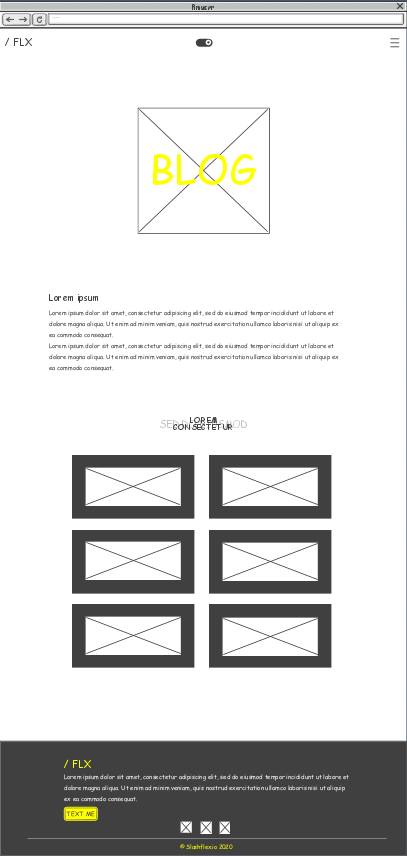 Browser
/ FLX
BLOG
Lorem ipsum
Lorem ipsum dolor sit amet, consectetur adipiscing elit, sed do eiusmod tempor incididunt ut labore et
dolore magna aliqua. Ut enim ad minim veniam, quis nostrud exercitation ullamco laboris nisi ut aliquip ex
ea commodo consequat.
Lorem ipsum dolor sit amet, consectetur adipiscing elit, sed do eiusmod tempor incididunt ut labore et
dolore magna aliqua. Ut enim ad minim veniam, quis nostrud exercitation ullamco laboris nisi ut aliquip ex
ea commodo consequat.
LOREM
CONSECTETUR
/ FLX
Lorem ipsum dolor sit amet, consectetur adipiscing elit, sed do eiusmod tempor incididunt ut labore et
dolore magna aliqua. Ut enim ad minim veniam, quis nostrud exercitation ullamco laboris nisi ut aliquip
ex ea commodo consequat.
TEXT ME
© Slashflex.io 2020